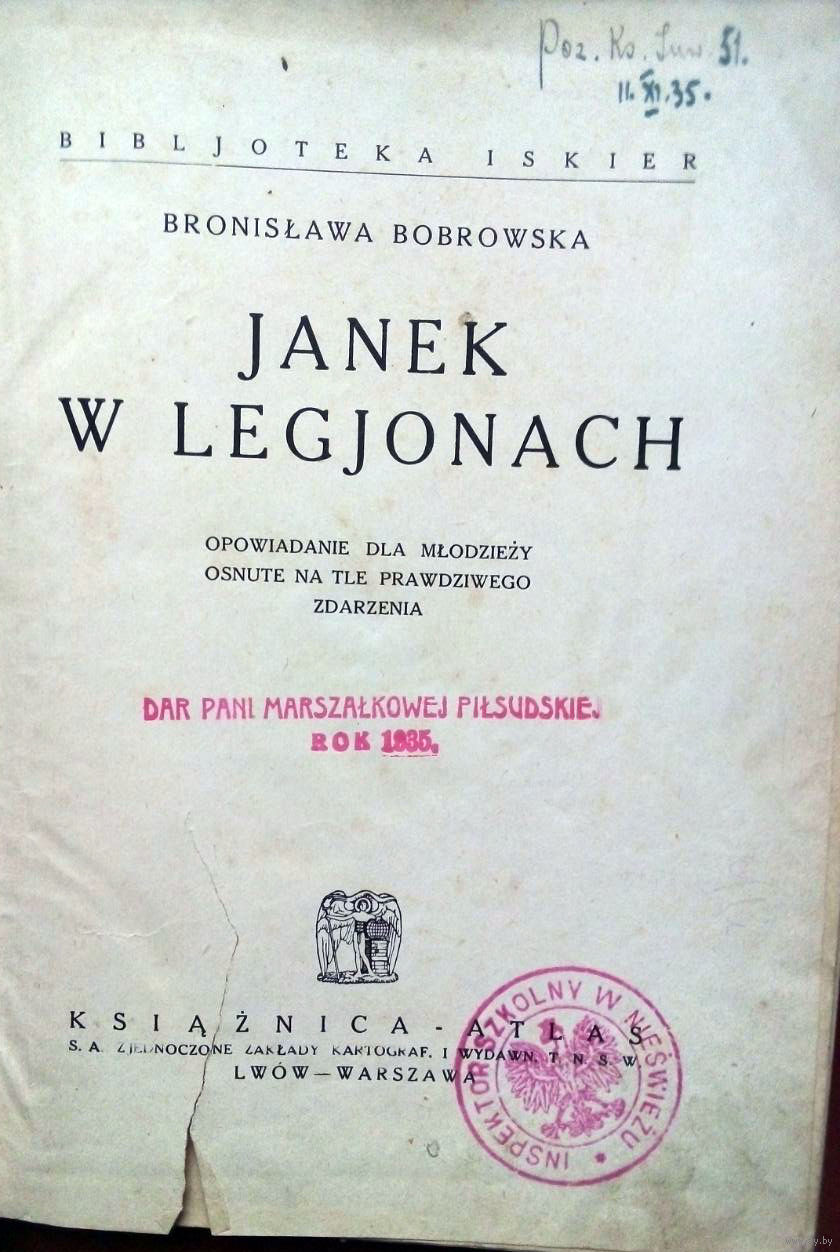 Poz. Ks. Inw. 51.
11.XI.35.
BIBLJOTEKA ISKIER
BRONISŁAWA BOBROWSKA
JANEK
W LEGJONACH
OPOWIADANIE DLA MŁODZIEŻY
OSNUTE NA TLE PRAWDZIWEGO
ZDARZENIA
DAR PANI MARSZAŁKOWEJ PIŁSUDSKIEJ
ROK 1935.
KSIĄŻNICA-ATLAS
S. A. ZJEDNOCZONE ZAKŁADY KARTOGRAF. I WYDAWN. T. N. S. W.
LWÓW—WARSZAWA
INSPEKTOR SZKOLNY W NIEŚWIEŻU